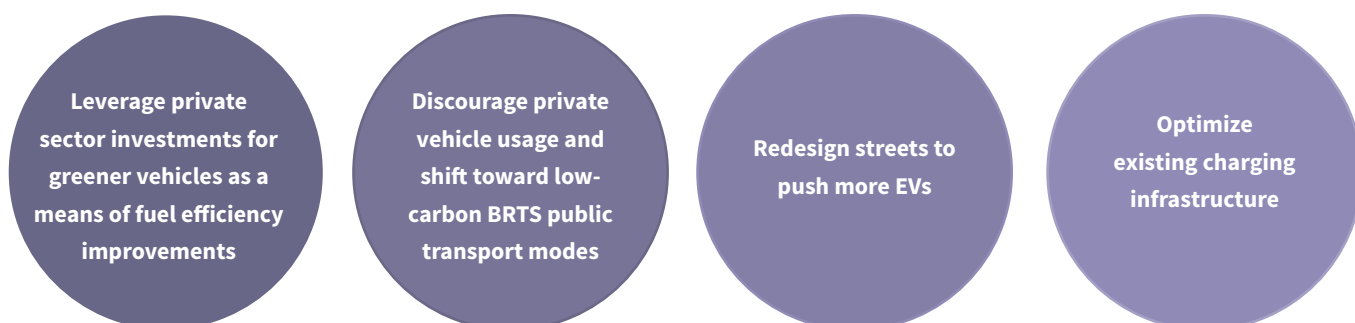 Leverage private
sector investments for
greener vehicles as a
means of fuel efficiency
improvements
Discourage private
vehicle usage and
shift toward low-
carbon BRTS public
transport modes
Redesign streets to
push more EVs
Optimize
existing charging
infrastructure